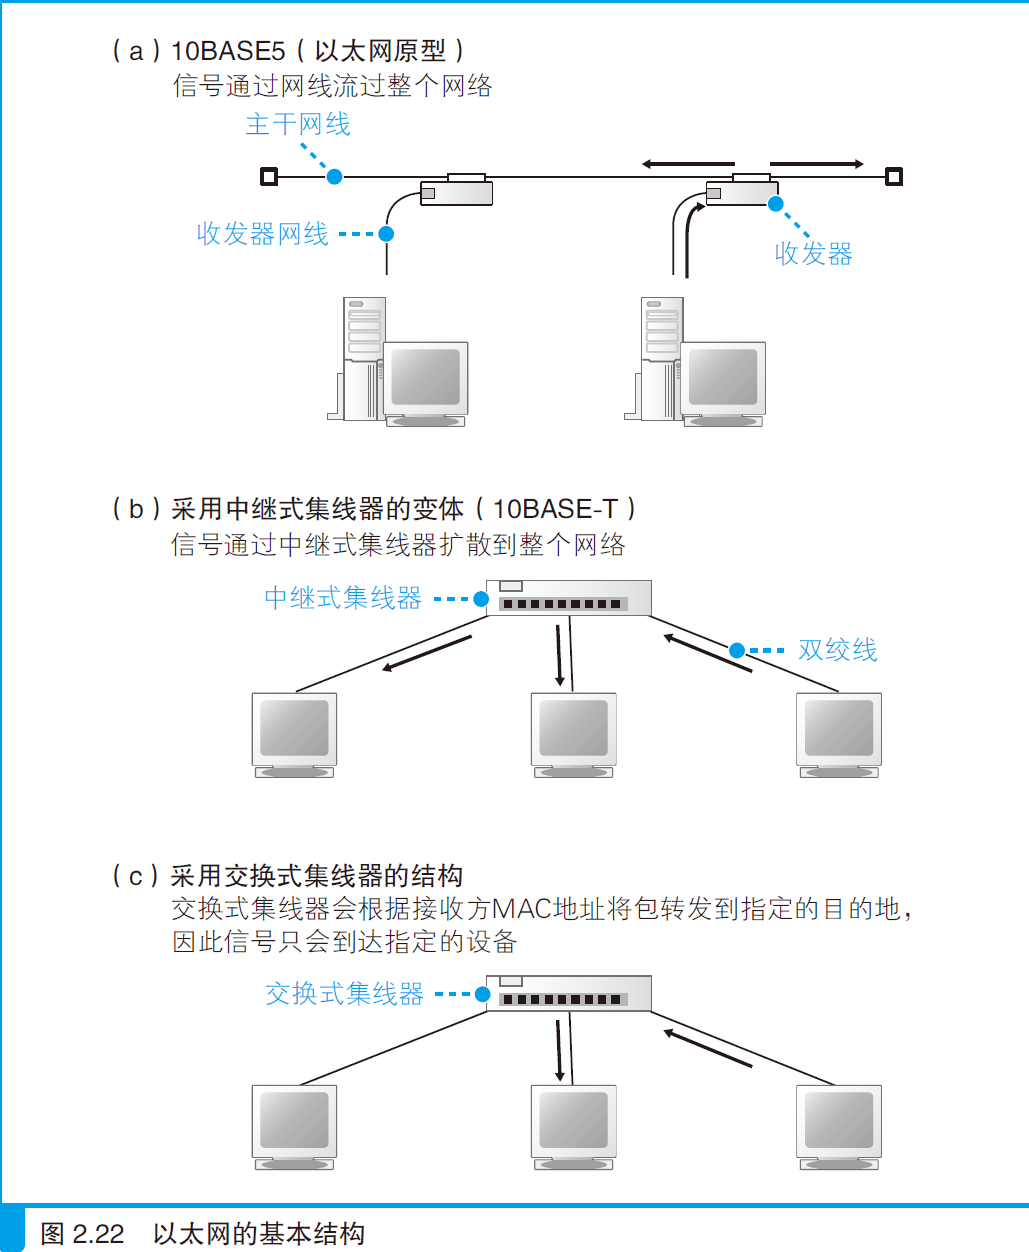 （a）10BASE5（以太网原型）
信号通过网线流过整个网络
主干网线
收发器网线
收发器
（b）采用中继式集线器的变体（10BASE-T）
信号通过中继式集线器扩散到整个网络
中继式集线器
双绞线
（c）采用交换式集线器的结构
交换式集线器会根据接收方MAC地址将包转发到指定的目的地，
因此信号只会到达指定的设备
交换式集线器
图 2.22 以太网的基本结构